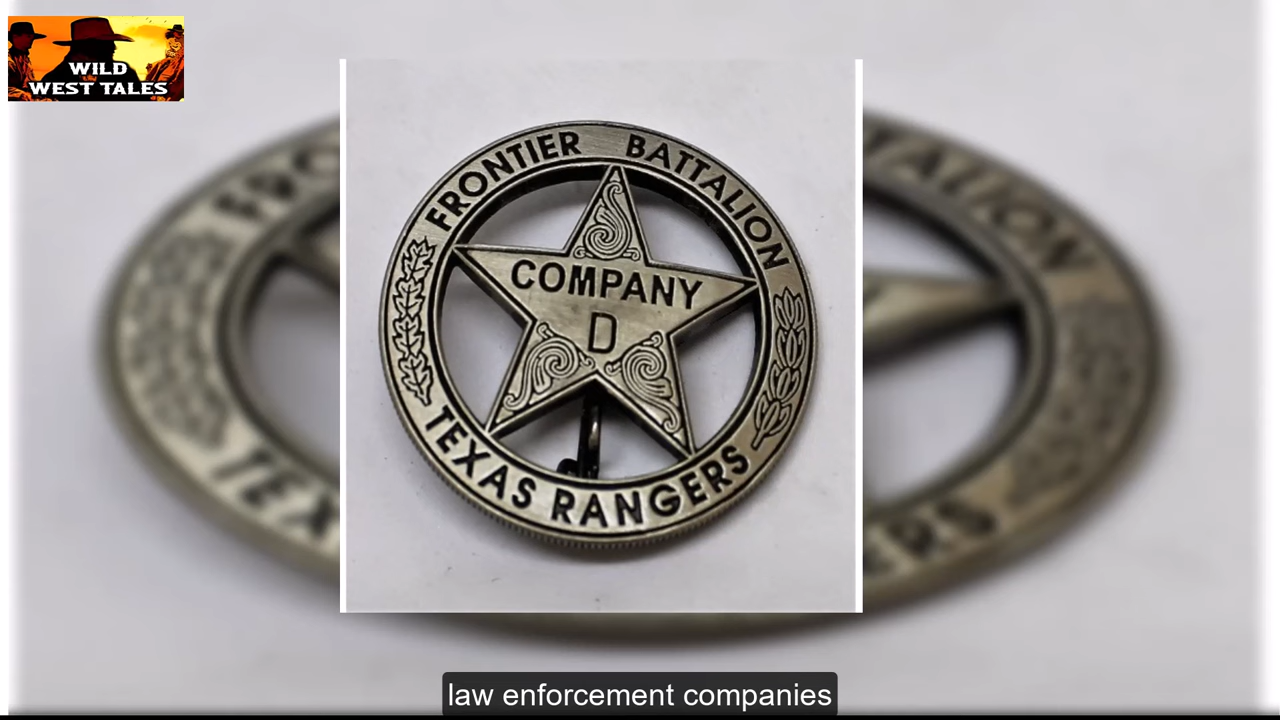 WILD
WEST TALES
FRONTIER BATTALION
COMPANY
D
TEXAS RANGERS
law enforcement companies